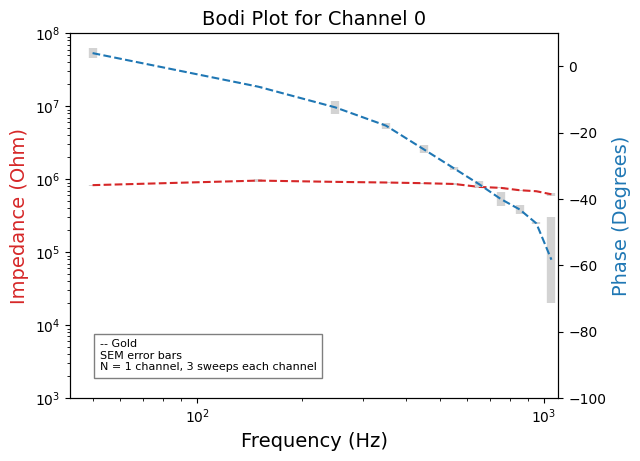 Bodi Plot for Channel 0
Impedance (Ohm)
10^8
10^7
10^6
10^5
10^4
10^3
0
−20
−40
−60
−80
−100
Phase (Degrees)
-- Gold
SEM error bars
N = 1 channel, 3 sweeps each channel
10^2
10^3
Frequency (Hz)